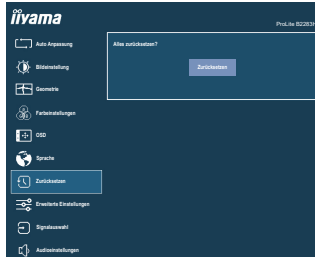 iiyama
ProLite B2283H
Auto Anpassung
Alles zurücksetzen?
Bildeinstellung
Zurücksetzen
Geometrie
Farbeinstellungen
OSD
Sprache
Zurücksetzen
Erweiterte Einstellungen
Signalauswahl
Audioeinstellungen